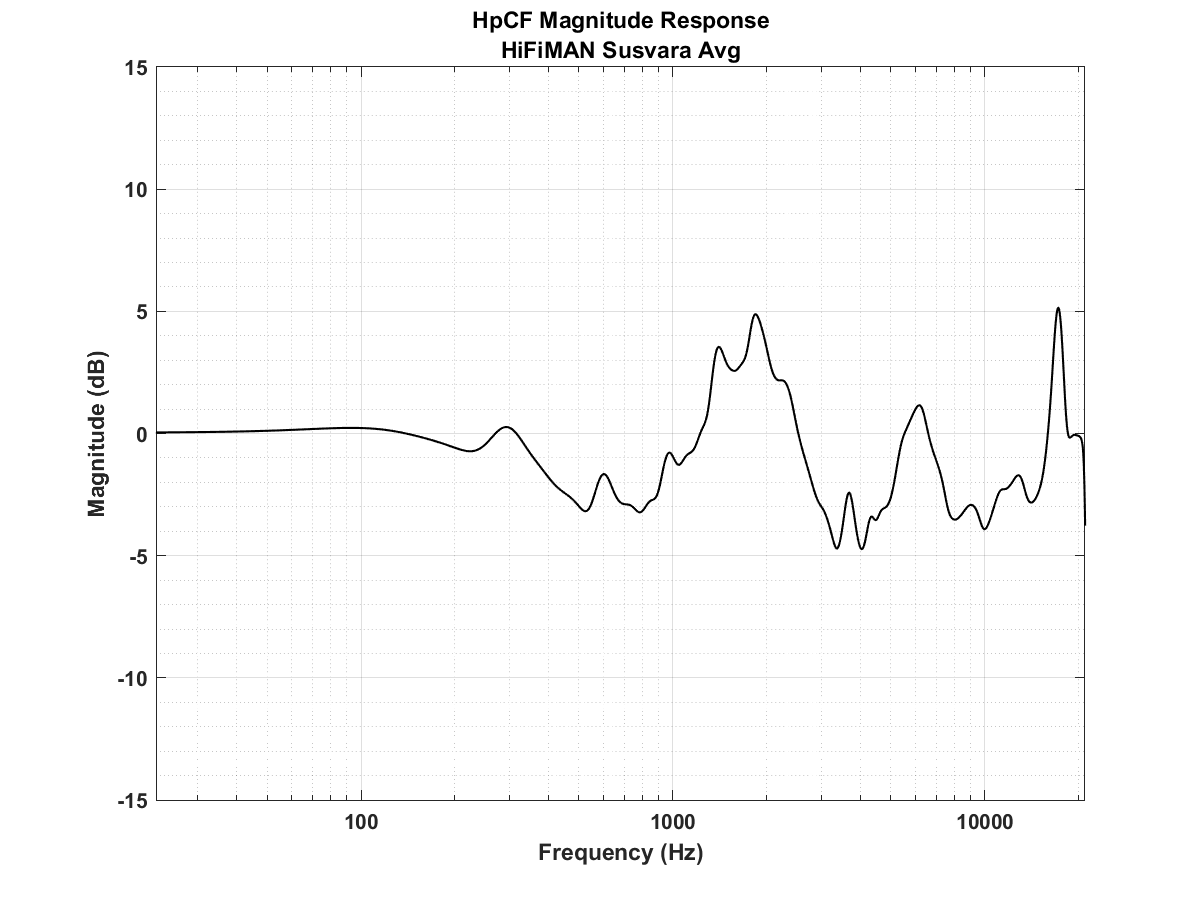 HpCF Magnitude Response
HiFiMAN Susvara Avg
15
10
5
0
-5
-10
-15
Magnitude (dB)
100
1000
10000
Frequency (Hz)